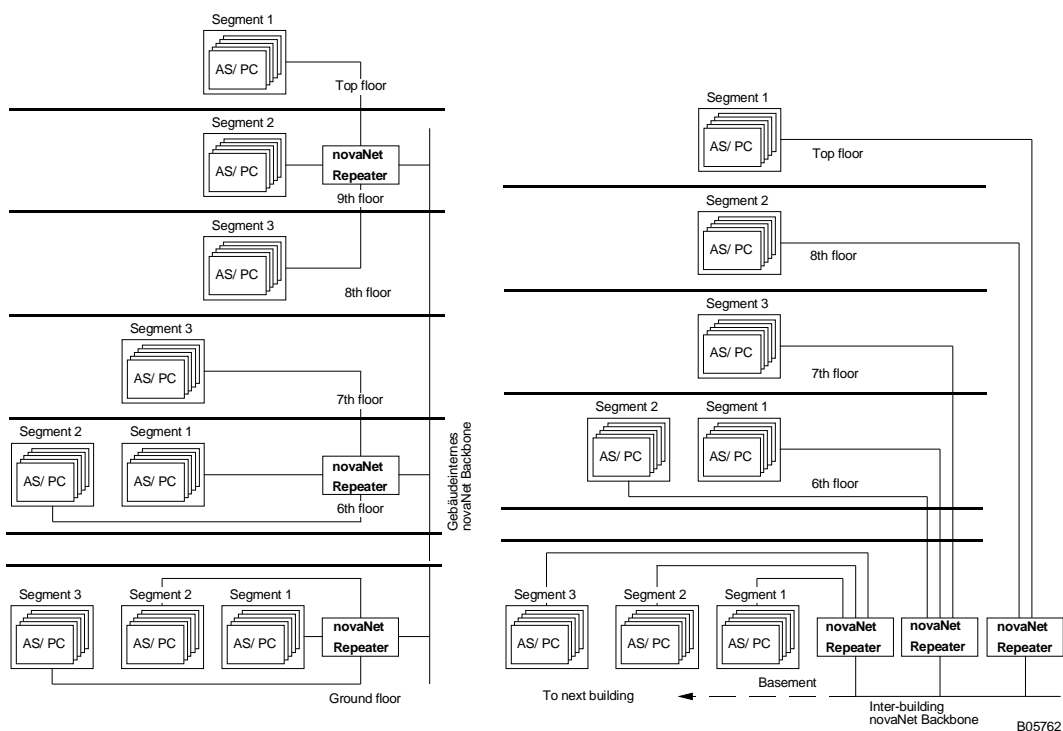 Segment 1
AS/ PC
Top floor
Segment 2
AS/ PC
novaNet
Repeater
9th floor
Segment 3
AS/ PC
8th floor
Segment 3
AS/ PC
7th floor
Segment 2
Segment 1
AS/ PC
AS/ PC
novaNet
Repeater
6th floor
Gebäudeinternes
novaNet Backbone
Segment 3
Segment 2
Segment 1
AS/ PC
AS/ PC
AS/ PC
novaNet
Repeater
Ground floor
Segment 1
AS/ PC
Top floor
Segment 2
AS/ PC
8th floor
Segment 3
AS/ PC
7th floor
Segment 2
Segment 1
AS/ PC
AS/ PC
6th floor
Segment 3
Segment 2
Segment 1
AS/ PC
AS/ PC
AS/ PC
novaNet
Repeater
novaNet
Repeater
novaNet
Repeater
Basement
To next building
Inter-building
novaNet Backbone
B05762